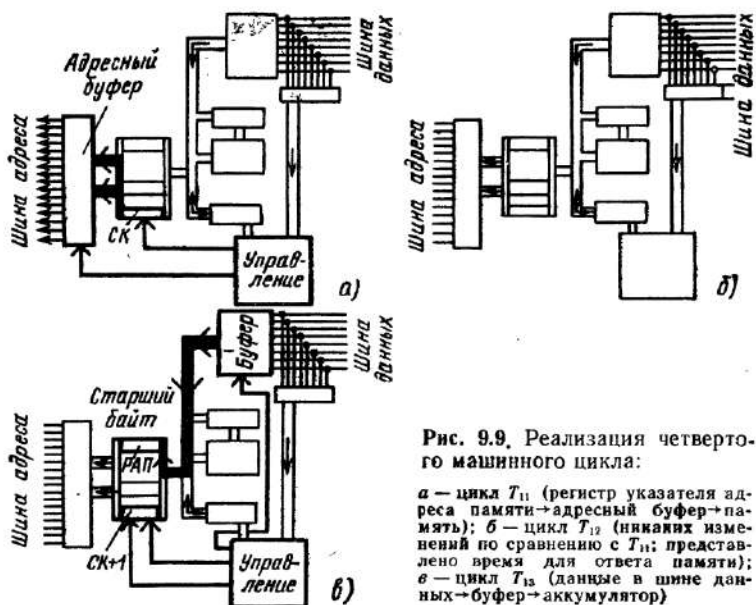 Шина данных
Адресный буфер
Шина адреса
СК
Управ-
ление
а)
Шина данных
Шина адреса
б)
Буфер
Шина данных
Старший
байт
РАП
Шина адреса
СК+1
Управ-
ление
в)
Рис. 9.9. Реализация четверто-
го машинного цикла:
а — цикл T₁₁ (регистр указателя ад-
реса памяти→адресный буфер→па-
мять); б — цикл T₁₂ (никаких изме-
нений по сравнению с T₁₁; представ-
лено время для ответа памяти);
в — цикл T₁₃ (данные в шине дан-
ных→буфер→аккумулятор)